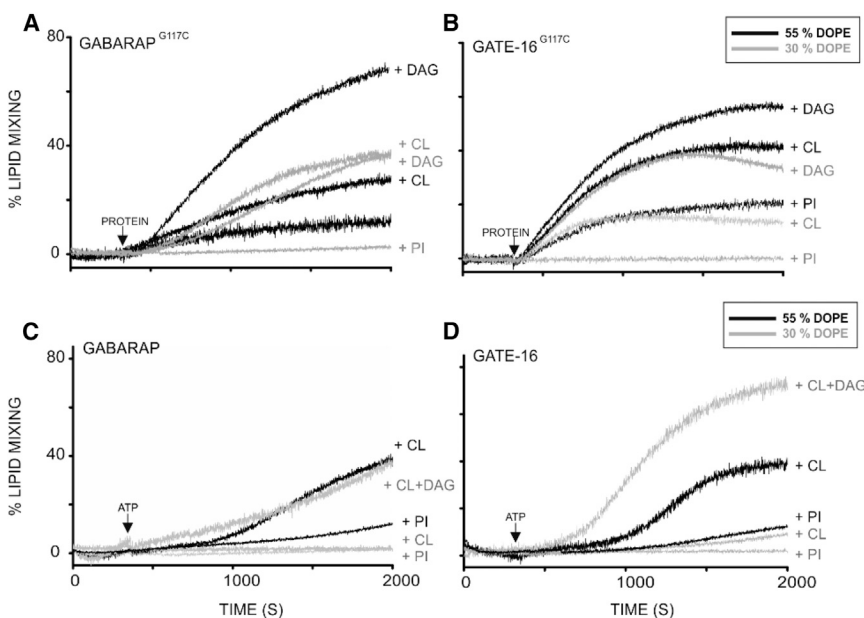 A
GABARAP G117C
80
40
0
% LIPID MIXING
PROTEIN
+ DAG
+ CL
+ DAG
+ CL
+ PI
B
GATE-16 G117C
55 % DOPE
30 % DOPE
PROTEIN
+ DAG
+ CL
+ DAG
+ PI
+ CL
+ PI
C
GABARAP
80
40
0
% LIPID MIXING
ATP
+ CL
+ CL+DAG
+ PI
+ CL
+ PI
0
1000
2000
TIME (S)
D
GATE-16
55 % DOPE
30 % DOPE
ATP
+ CL+DAG
+ CL
+ PI
+ CL
+ PI
0
1000
2000
TIME (S)